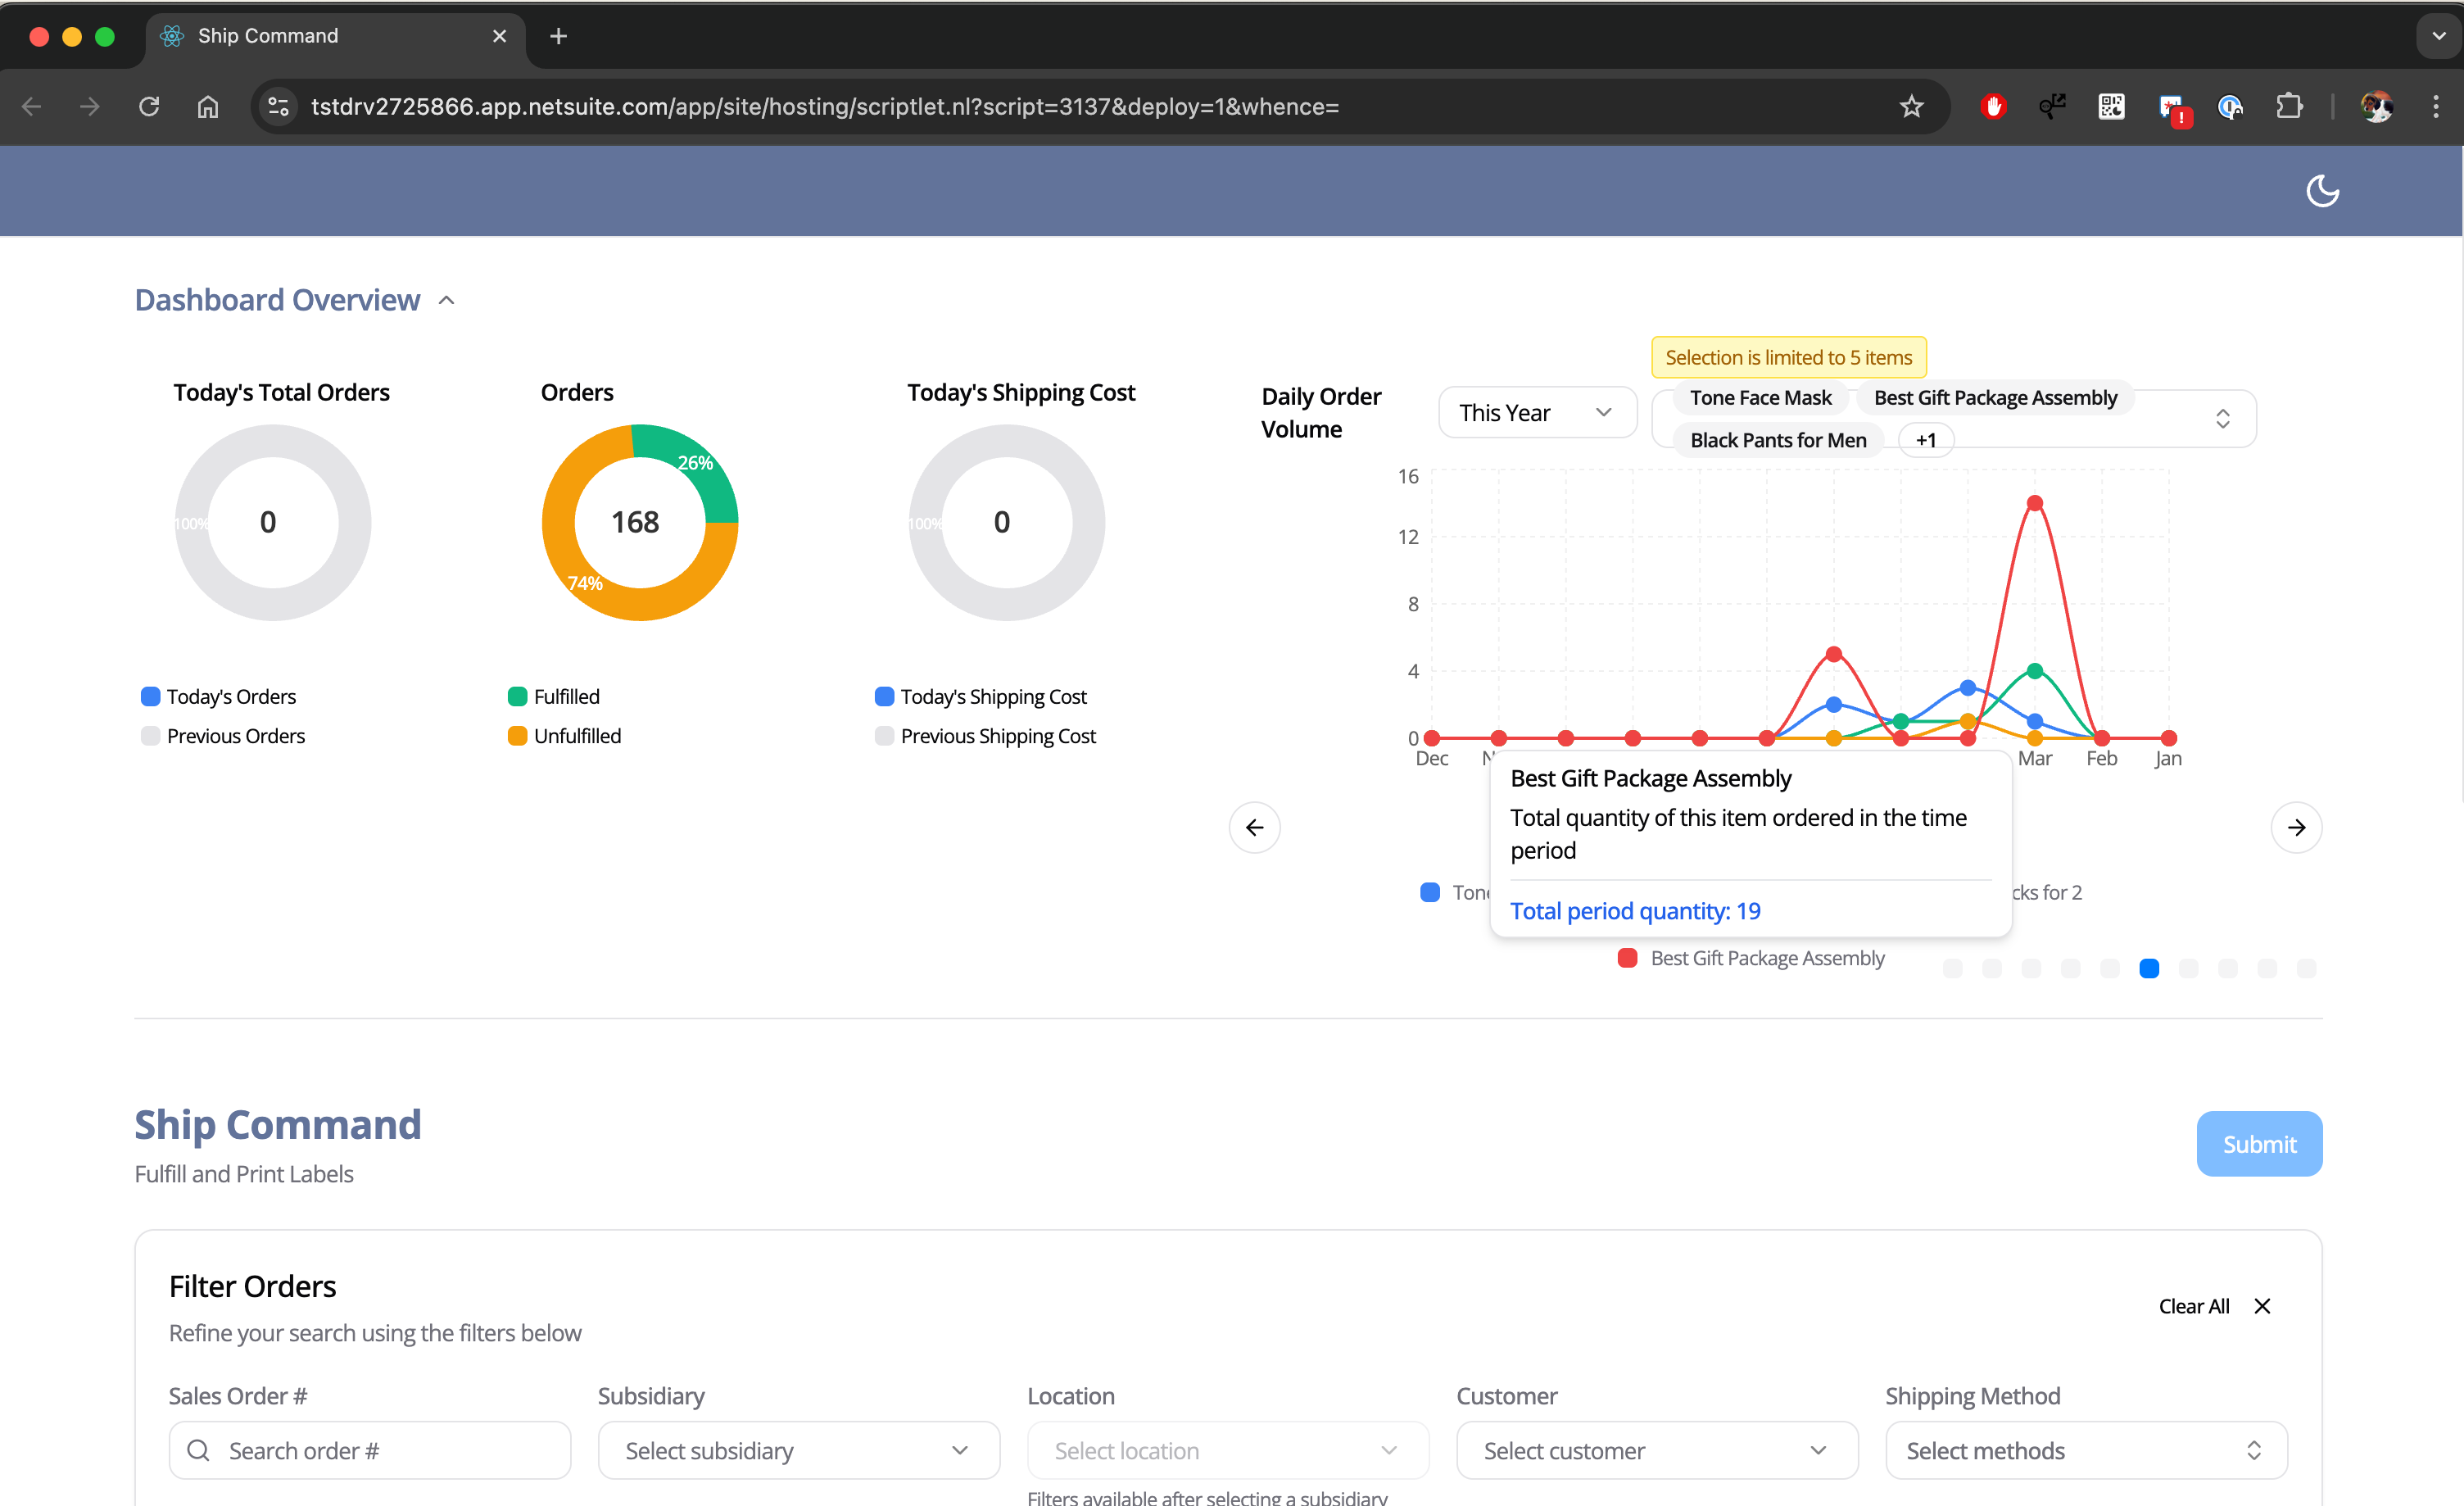 Ship Command
tstdrv2725866.app.netsuite.com/app/site/hosting/scriptlet.nl?script=3137&deploy=1&whence=
Dashboard Overview
Today's Total Orders
100%
0
Today's Orders
Previous Orders
Orders
26%
168
74%
Fulfilled
Unfulfilled
Today's Shipping Cost
100%
0
Today's Shipping Cost
Previous Shipping Cost
Daily Order
Volume
This Year
Selection is limited to 5 items
Tone Face Mask Best Gift Package Assembly
Black Pants for Men +1
16
12
8
4
0
Dec N Mar Feb Jan
Best Gift Package Assembly
Total quantity of this item ordered in the time
period
Total period quantity: 19
Tone cks for 2
Best Gift Package Assembly
Ship Command
Fulfill and Print Labels
Submit
Filter Orders
Refine your search using the filters below
Clear All
Sales Order # Subsidiary Location Customer Shipping Method
Search order # Select subsidiary Select location Select customer Select methods
Filters available after selecting a subsidiary